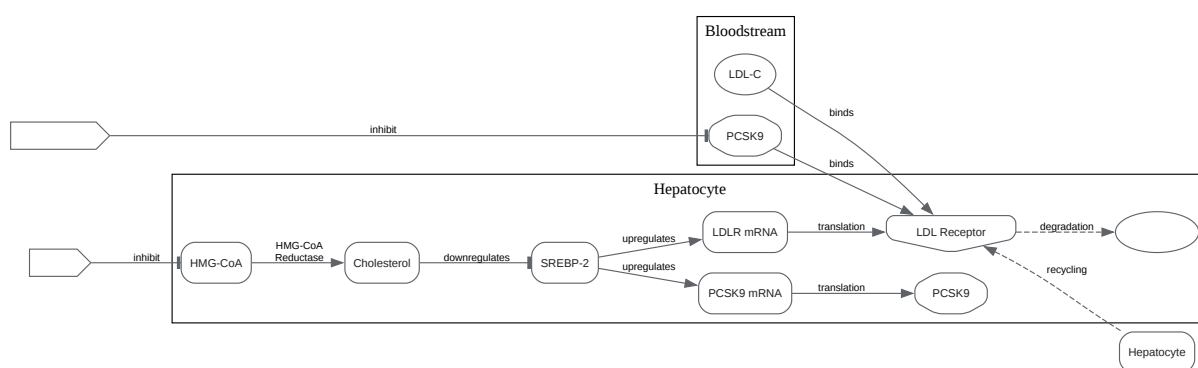 Bloodstream
LDL-C
binds
inhibit
PCSK9
binds
Hepatocyte
LDLR mRNA
translation
LDL Receptor
degradation
upregulates
inhibit
HMG-CoA
HMG-CoA
Reductase
Cholesterol
downregulates
SREBP-2
upregulates
recycling
PCSK9 mRNA
translation
PCSK9
Hepatocyte